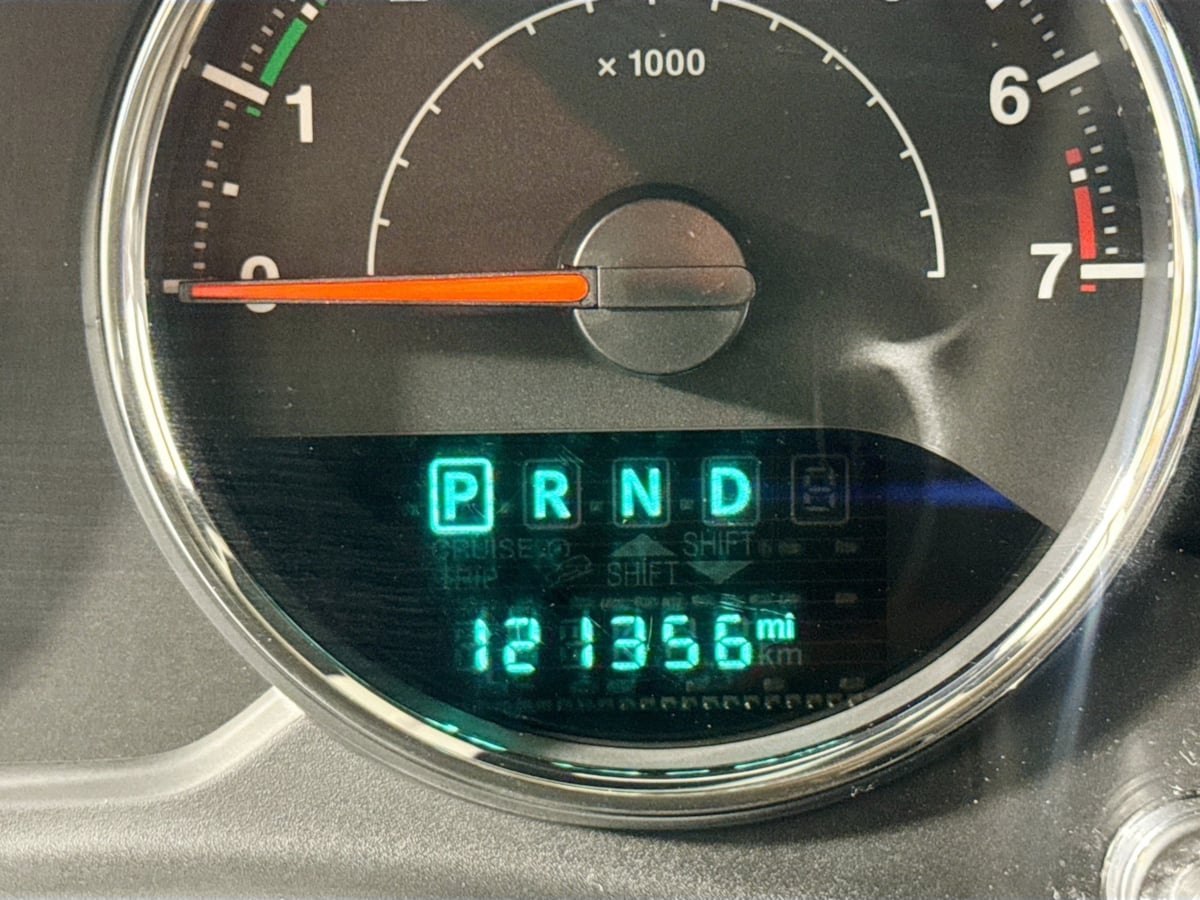 × 1000
1 6
0 7
P R N D
CRUISE SHIFT
TRIP SHIFT
121356 mi
km